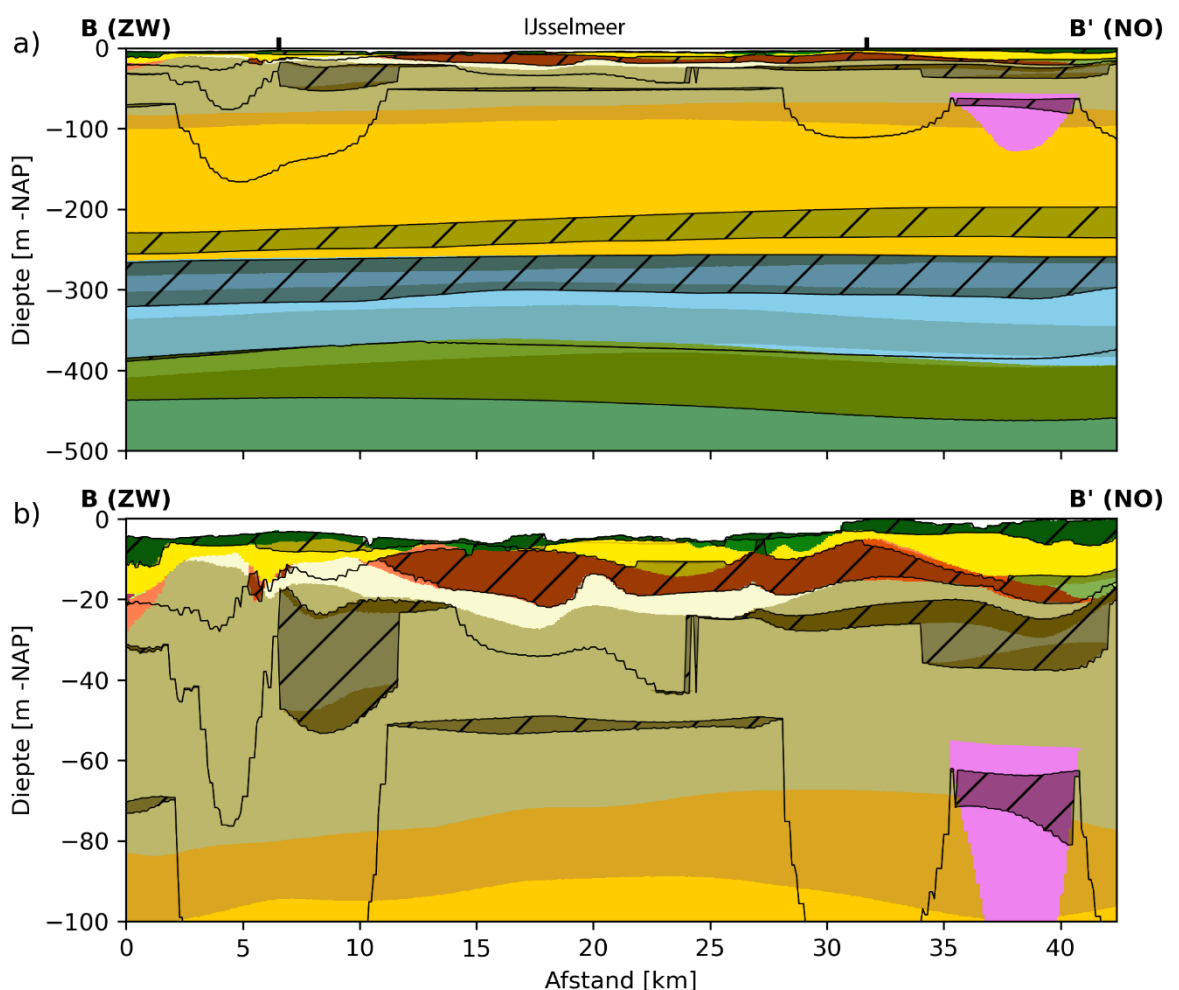 IJsselmeer
a) B (ZW) B' (NO)
0
−100
−200
−300
−400
−500
Diepte [m -NAP]
b) B (ZW) B' (NO)
0
−20
−40
−60
−80
−100
Diepte [m -NAP]
0 5 10 15 20 25 30 35 40
Afstand [km]